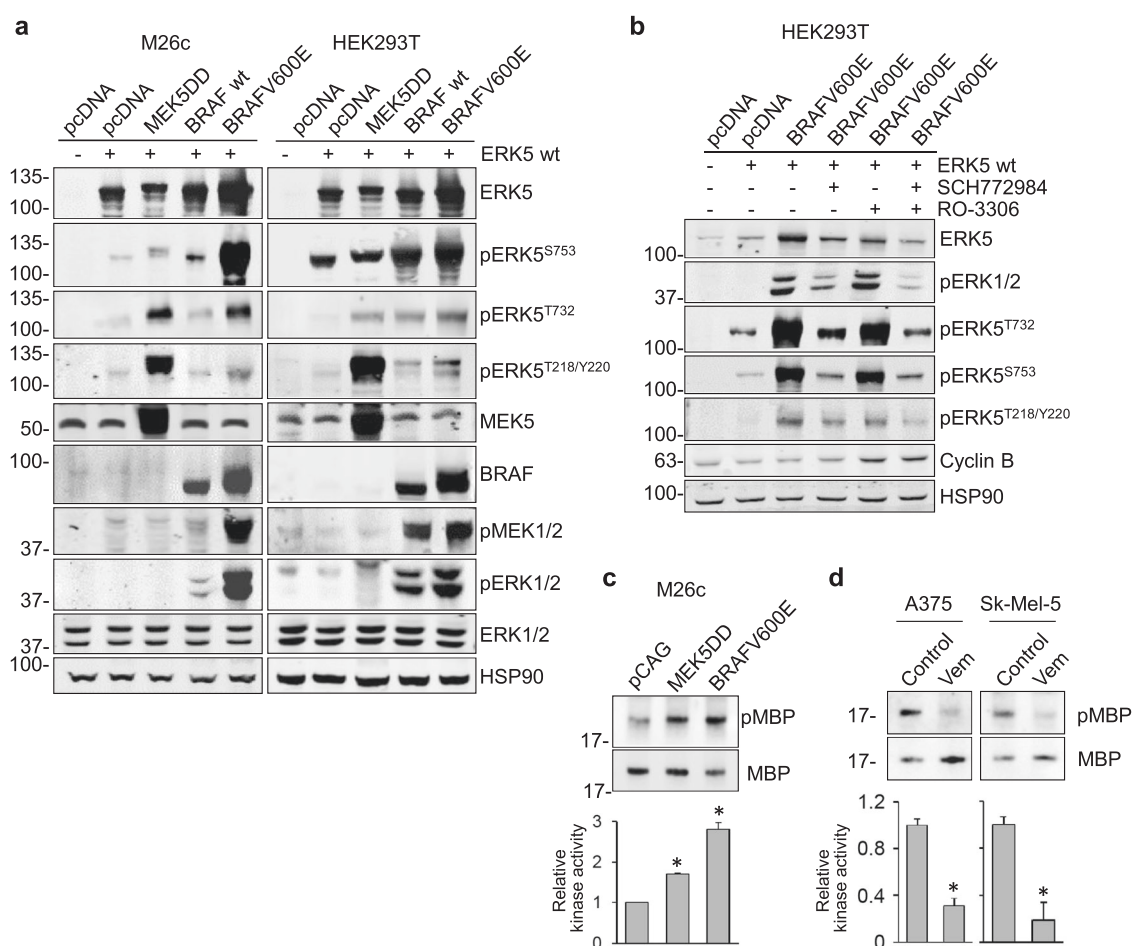 a
M26c
HEK293T
pcDNA pcDNA MEK5DD BRAF wt BRAFV600E pcDNA pcDNA MEK5DD BRAF wt BRAFV600E
- + + + + - + + + + ERK5 wt
135-
100-
ERK5
135-
100-
pERK5S753
135-
100-
pERK5T732
135-
100-
pERK5T218/Y220
50-
MEK5
100-
BRAF
37-
pMEK1/2
37-
pERK1/2
37-
ERK1/2
100-
HSP90
b
HEK293T
pcDNA pcDNA BRAFV600E BRAFV600E BRAFV600E BRAFV600E
- + + + + + ERK5 wt
- - - + - + SCH772984
- - - - + + RO-3306
100-
ERK5
37-
pERK1/2
100-
pERK5T732
100-
pERK5S753
100-
pERK5T218/Y220
63-
Cyclin B
100-
HSP90
c
M26c
pCAG MEK5DD BRAFV600E
17-
pMBP
17-
MBP
Relative
kinase activity
3
2
1
0
*
*
d
A375 Sk-Mel-5
Control Vem Control Vem
17-
pMBP
17-
MBP
Relative
kinase activity
1.2
0.8
0.4
0
*
*